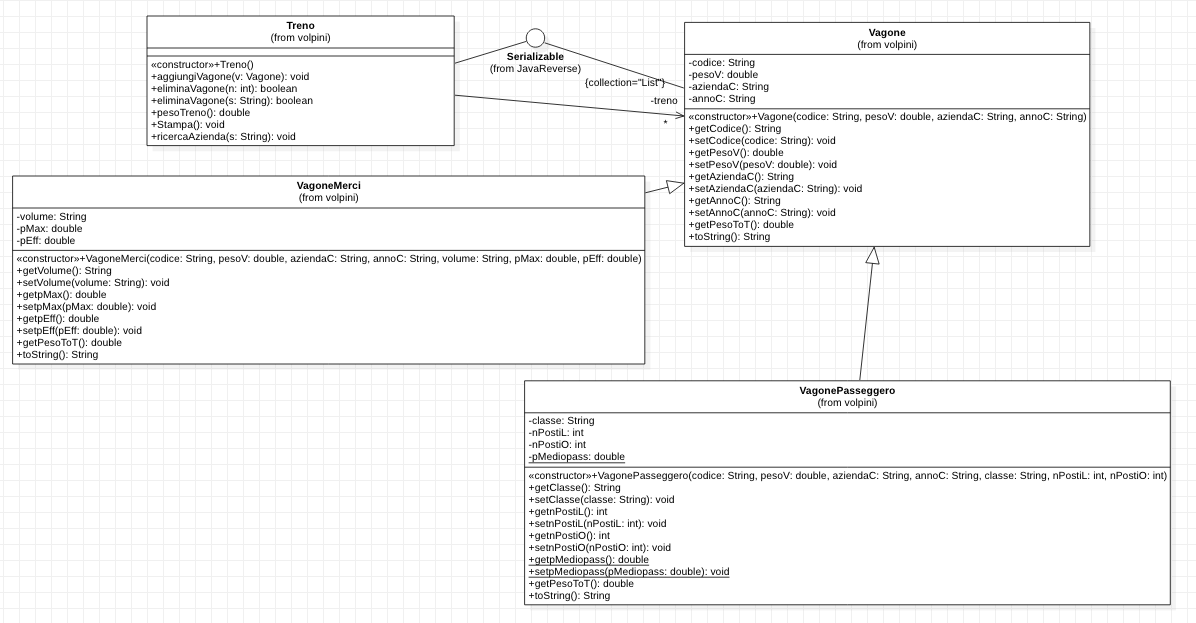 Treno
(from volpini)
«constructor»+Treno()
+aggiungiVagone(v: Vagone): void
+eliminaVagone(n: int): boolean
+eliminaVagone(s: String): boolean
+pesoTreno(): double
+Stampa(): void
+ricercaAzienda(s: String): void
Serializable
(from JavaReverse)
{collection="List"}
-treno
*
Vagone
(from volpini)
-codice: String
-pesoV: double
-aziendaC: String
-annoC: String
«constructor»+Vagone(codice: String, pesoV: double, aziendaC: String, annoC: String)
+getCodice(): String
+setCodice(codice: String): void
+getPesoV(): double
+setPesoV(pesoV: double): void
+getAziendaC(): String
+setAziendaC(aziendaC: String): void
+getAnnoC(): String
+setAnnoC(annoC: String): void
+getPesoToT(): double
+toString(): String
VagoneMerci
(from volpini)
-volume: String
-pMax: double
-pEff: double
«constructor»+VagoneMerci(codice: String, pesoV: double, aziendaC: String, annoC: String, volume: String, pMax: double, pEff: double)
+getVolume(): String
+setVolume(volume: String): void
+getpMax(): double
+setpMax(pMax: double): void
+getpEff(): double
+setpEff(pEff: double): void
+getPesoToT(): double
+toString(): String
VagonePasseggero
(from volpini)
-classe: String
-nPostiL: int
-nPostiO: int
-pMediopass: double
«constructor»+VagonePasseggero(codice: String, pesoV: double, aziendaC: String, annoC: String, classe: String, nPostiL: int, nPostiO: int)
+getClasse(): String
+setClasse(classe: String): void
+getnPostiL(): int
+setnPostiL(nPostiL: int): void
+getnPostiO(): int
+setnPostiO(nPostiO: int): void
+getpMediopass(): double
+setpMediopass(pMediopass: double): void
+getPesoToT(): double
+toString(): String